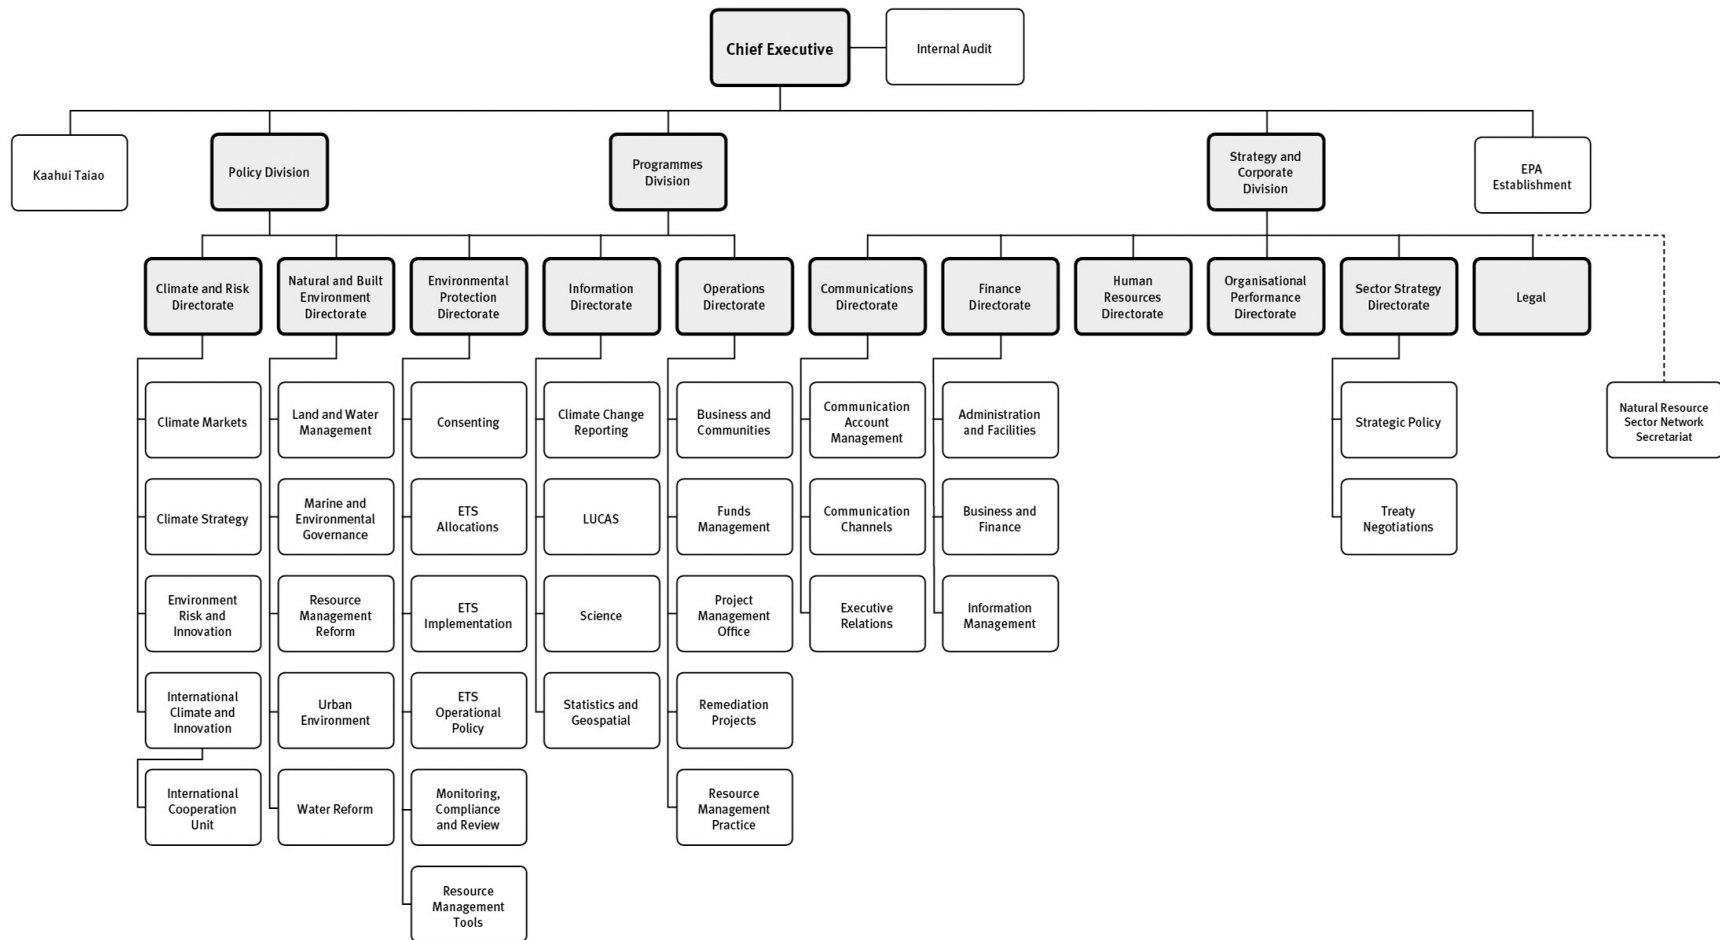 Chief Executive
Internal Audit
Kaahui Taiao
Policy Division
Programmes
Division
Strategy and
Corporate
Division
EPA
Establishment
Climate and Risk
Directorate
Natural and Built
Environment
Directorate
Environmental
Protection
Directorate
Information
Directorate
Operations
Directorate
Communications
Directorate
Finance
Directorate
Human
Resources
Directorate
Organisational
Performance
Directorate
Sector Strategy
Directorate
Legal
Climate Markets
Land and Water
Management
Consenting
Climate Change
Reporting
Business and
Communities
Communication
Account
Management
Administration
and Facilities
Strategic Policy
Natural Resource
Sector Network
Secretariat
Climate Strategy
Marine and
Environmental
Governance
ETS
Allocations
LUCAS
Funds
Management
Communication
Channels
Business and
Finance
Treaty
Negotiations
Environment
Risk and
Innovation
Resource
Management
Reform
ETS
Implementation
Science
Project
Management
Office
Executive
Relations
Information
Management
International
Climate and
Innovation
Urban
Environment
ETS
Operational
Policy
Statistics and
Geospatial
Remediation
Projects
International
Cooperation
Unit
Water Reform
Monitoring,
Compliance
and Review
Resource
Management
Practice
Resource
Management
Tools